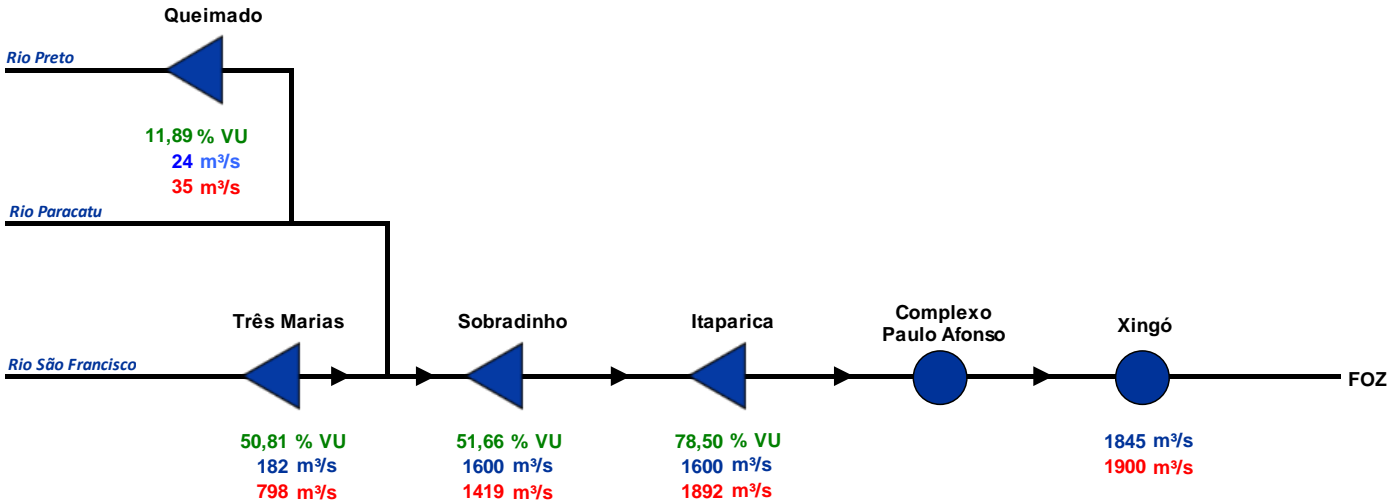 Queimado
Rio Preto
11,89 % VU
24 m³/s
35 m³/s
Rio Paracatu
Três Marias
Sobradinho
Itaparica
Complexo
Paulo Afonso
Xingó
Rio São Francisco
FOZ
50,81 % VU
182 m³/s
798 m³/s
51,66 % VU
1600 m³/s
1419 m³/s
78,50 % VU
1600 m³/s
1892 m³/s
1845 m³/s
1900 m³/s